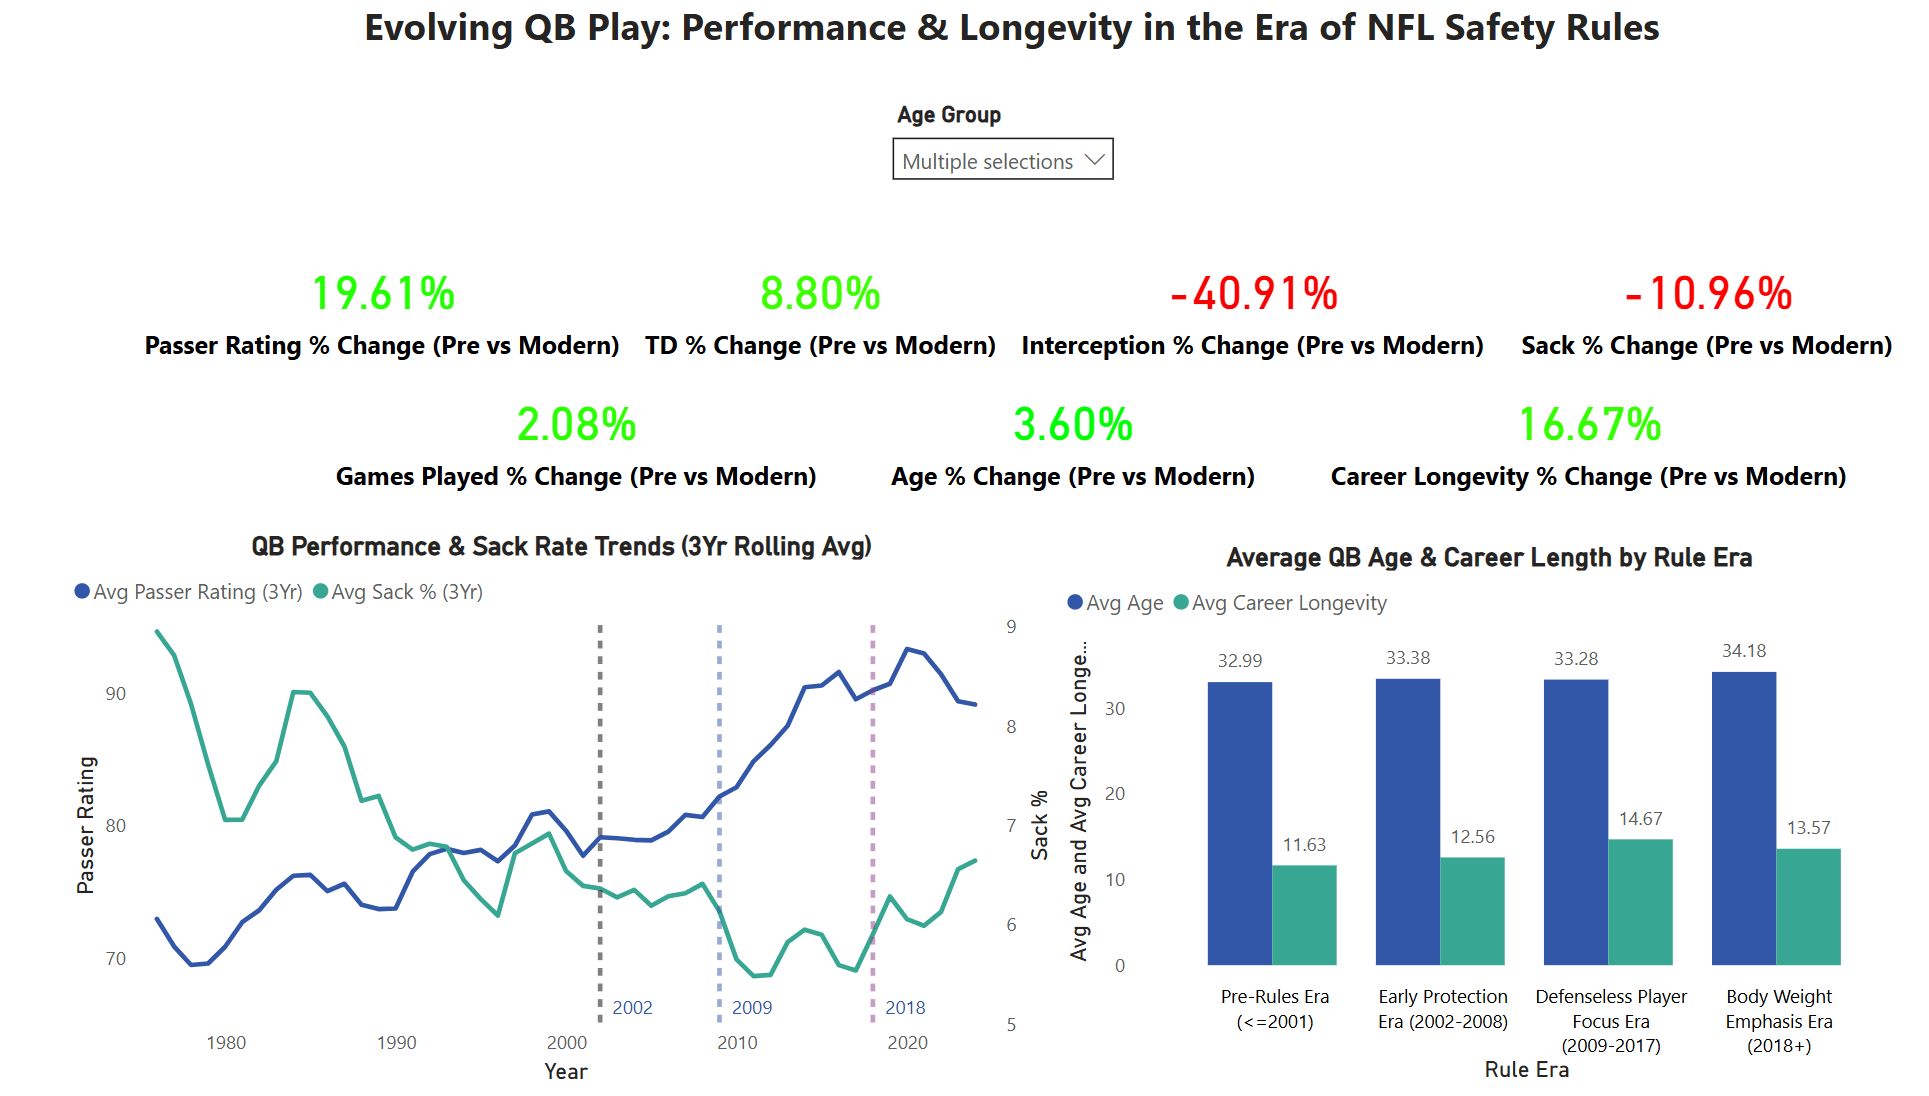 Evolving QB Play: Performance & Longevity in the Era of NFL Safety Rules
Age Group
Multiple selections
19.61%
Passer Rating % Change (Pre vs Modern)
8.80%
TD % Change (Pre vs Modern)
-40.91%
Interception % Change (Pre vs Modern)
-10.96%
Sack % Change (Pre vs Modern)
2.08%
Games Played % Change (Pre vs Modern)
3.60%
Age % Change (Pre vs Modern)
16.67%
Career Longevity % Change (Pre vs Modern)
QB Performance & Sack Rate Trends (3Yr Rolling Avg)
Avg Passer Rating (3Yr) Avg Sack % (3Yr)
Passer Rating
90
80
70
9
8
7
6
5
Sack %
2002
2009
2018
1980
1990
2000
2010
2020
Year
Average QB Age & Career Length by Rule Era
Avg Age Avg Career Longevity
Avg Age and Avg Career Longe...
30
20
10
0
32.99
11.63
33.38
12.56
33.28
14.67
34.18
13.57
Pre-Rules Era
(<=2001)
Early Protection
Era (2002-2008)
Defenseless Player
Focus Era
(2009-2017)
Body Weight
Emphasis Era
(2018+)
Rule Era